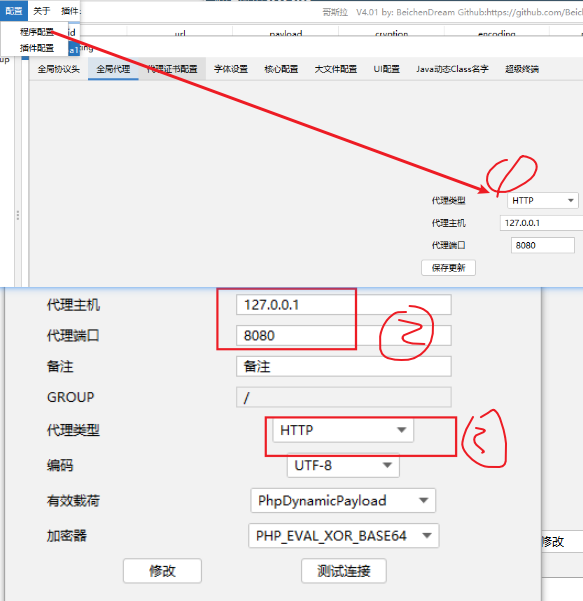 配置 关于 插件: 哥斯拉 V4.01 by: BeichenDream Github:https://github.com/Beic
程序配置 id url payload cryption encoding
插件配置
全局协议头 全局代理 代理证书配置 字体设置 核心配置 大文件配置 UI配置 Java动态Class名字 超级终端
代理类型 HTTP
代理主机 127.0.0.1
代理端口 8080
保存更新
1
代理主机 127.0.0.1
代理端口 8080
2
备注 备注
GROUP /
代理类型 HTTP
3
编码 UTF-8
有效载荷 PhpDynamicPayload
加密器 PHP_EVAL_XOR_BASE64
修改 测试连接
修改